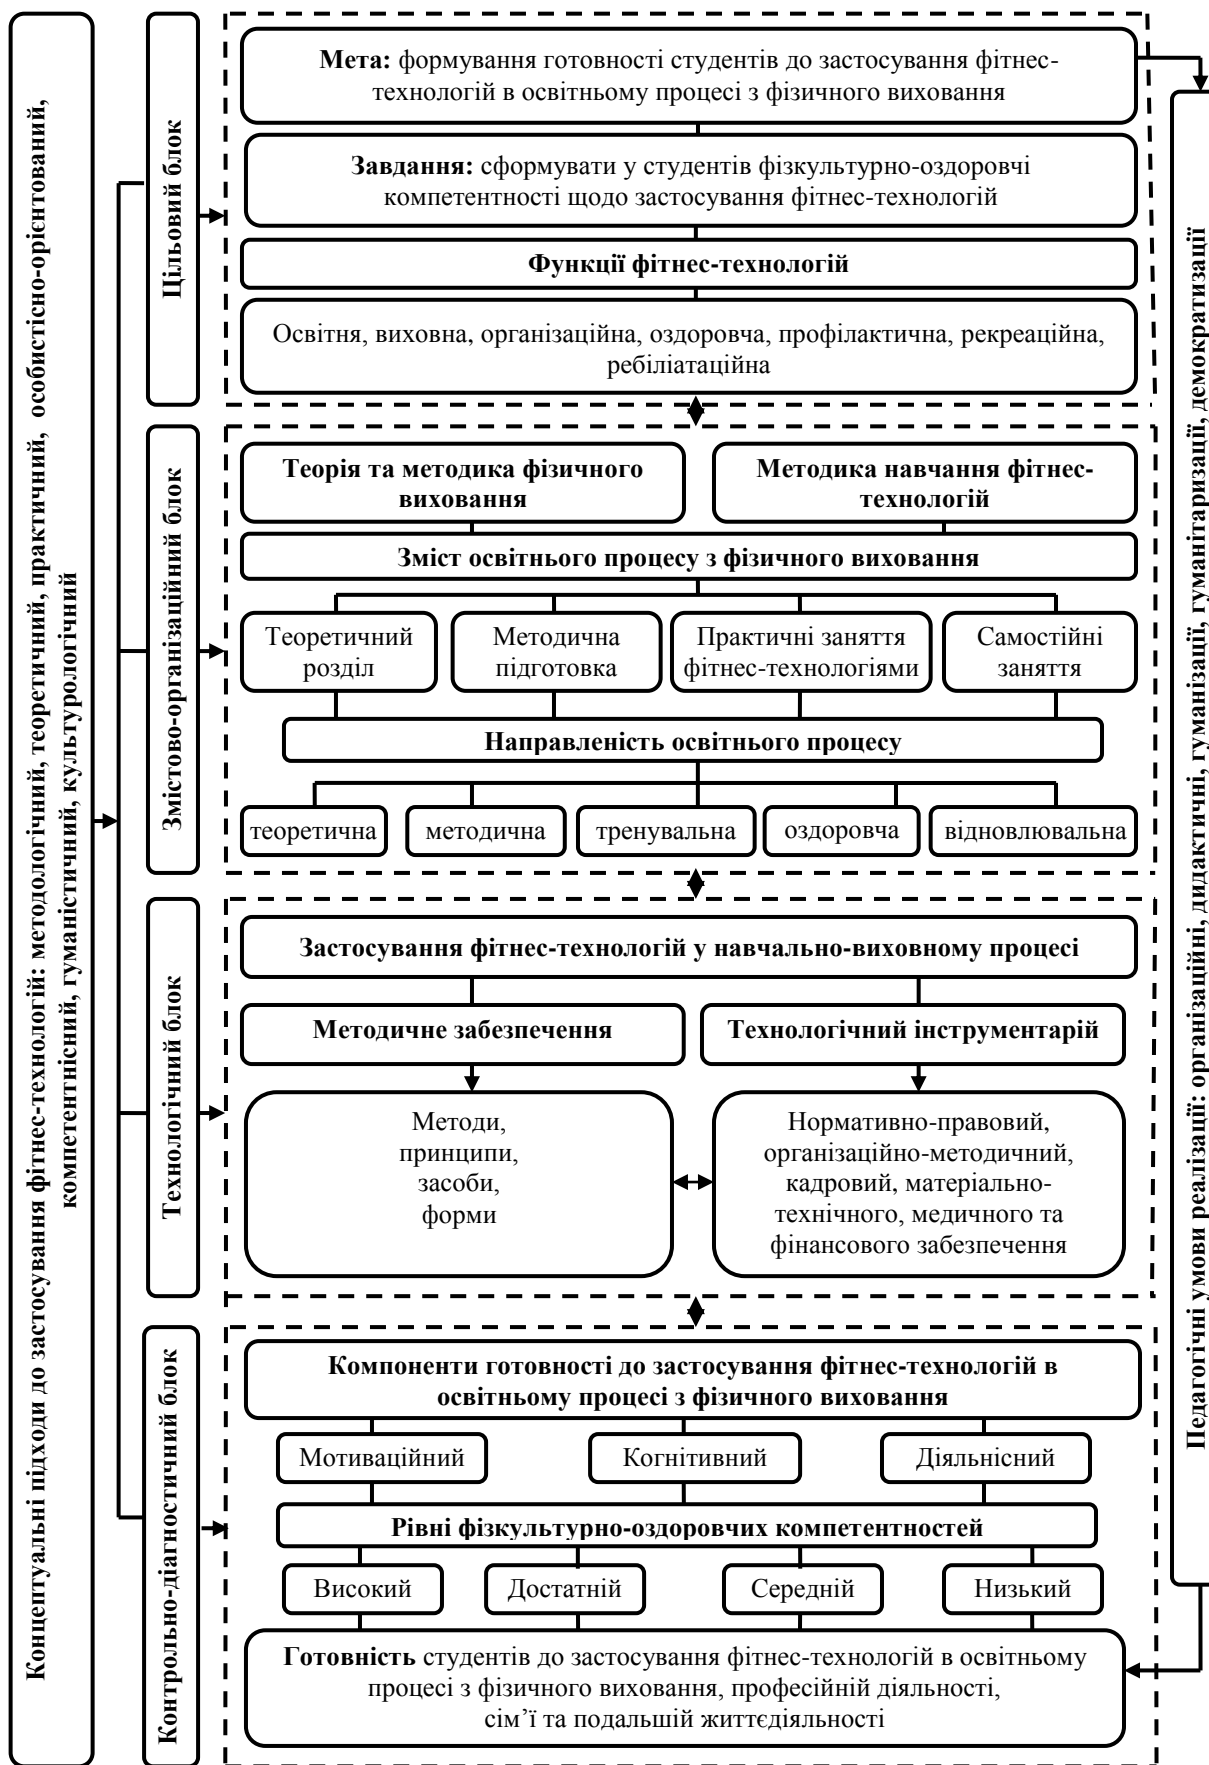 Концептуальні підходи до застосування фітнес-технологій: методологічний, теоретичний, практичний, особистісно-орієнтований,
компетентнісний, гуманістичний, культурологічний
Цільовий блок
Мета: формування готовності студентів до застосування фітнес-
технологій в освітньому процесі з фізичного виховання
Завдання: сформувати у студентів фізкультурно-оздоровчі
компетентності щодо застосування фітнес-технологій
Функції фітнес-технологій
Освітня, виховна, організаційна, оздоровча, профілактична, рекреаційна,
ребіліатаційна
Змістово-організаційний блок
Теорія та методика фізичного
виховання
Методика навчання фітнес-
технологій
Зміст освітнього процесу з фізичного виховання
Теоретичний
розділ
Методична
підготовка
Практичні заняття
фітнес-технологіями
Самостійні
заняття
Направленість освітнього процесу
теоретична
методична
тренувальна
оздоровча
відновлювальна
Технологічний блок
Застосування фітнес-технологій у навчально-виховному процесі
Методичне забезпечення
Технологічний інструментарій
Методи,
принципи,
засоби,
форми
Нормативно-правовий,
організаційно-методичний,
кадровий, матеріально-
технічного, медичного та
фінансового забезпечення
Контрольно-діагностичний блок
Компоненти готовності до застосування фітнес-технологій в
освітньому процесі з фізичного виховання
Мотиваційний
Когнітивний
Діяльнісний
Рівні фізкультурно-оздоровчих компетентностей
Високий
Достатній
Середній
Низький
Готовність студентів до застосування фітнес-технологій в освітньому
процесі з фізичного виховання, професійній діяльності,
сім’ї та подальшій життєдіяльності
Педагогічні умови реалізації: організаційні, дидактичні, гуманізації, гуманітаризації, демократизації